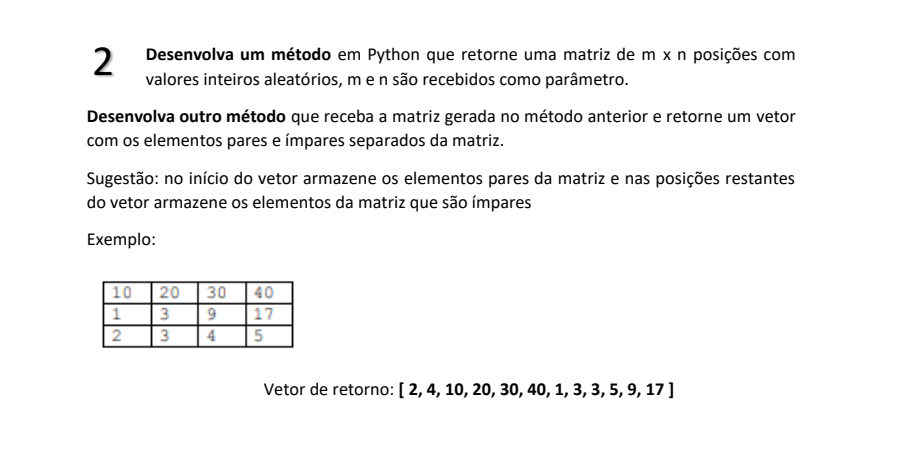 2 Desenvolva um método em Python que retorne uma matriz de m x n posições com
valores inteiros aleatórios, m e n são recebidos como parâmetro.
Desenvolva outro método que receba a matriz gerada no método anterior e retorne um vetor
com os elementos pares e ímpares separados da matriz.
Sugestão: no início do vetor armazene os elementos pares da matriz e nas posições restantes
do vetor armazene os elementos da matriz que são ímpares
Exemplo:
10 20 30 40
1 3 9 17
2 3 4 5
Vetor de retorno: [ 2, 4, 10, 20, 30, 40, 1, 3, 3, 5, 9, 17 ]